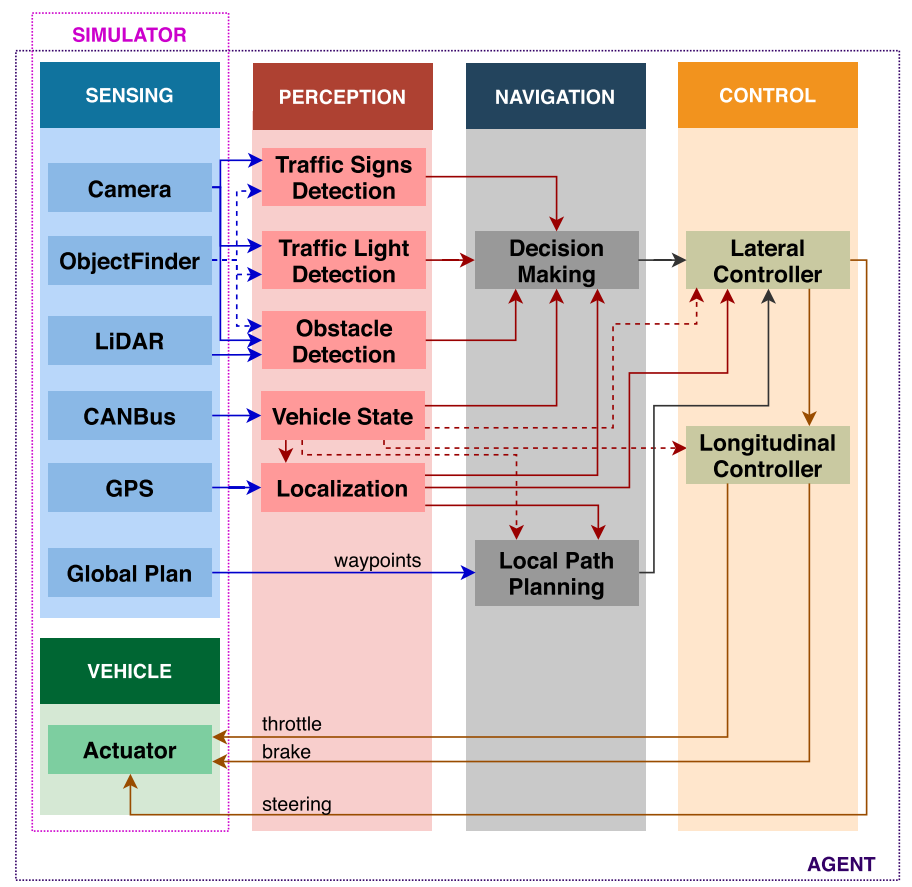 SIMULATOR
SENSING
PERCEPTION
NAVIGATION
CONTROL
Camera
ObjectFinder
LiDAR
CANBus
GPS
Global Plan
Traffic Signs
Detection
Traffic Light
Detection
Obstacle
Detection
Vehicle State
Localization
waypoints
Decision
Making
Local Path
Planning
Lateral
Controller
Longitudinal
Controller
VEHICLE
Actuator
throttle
brake
steering
AGENT